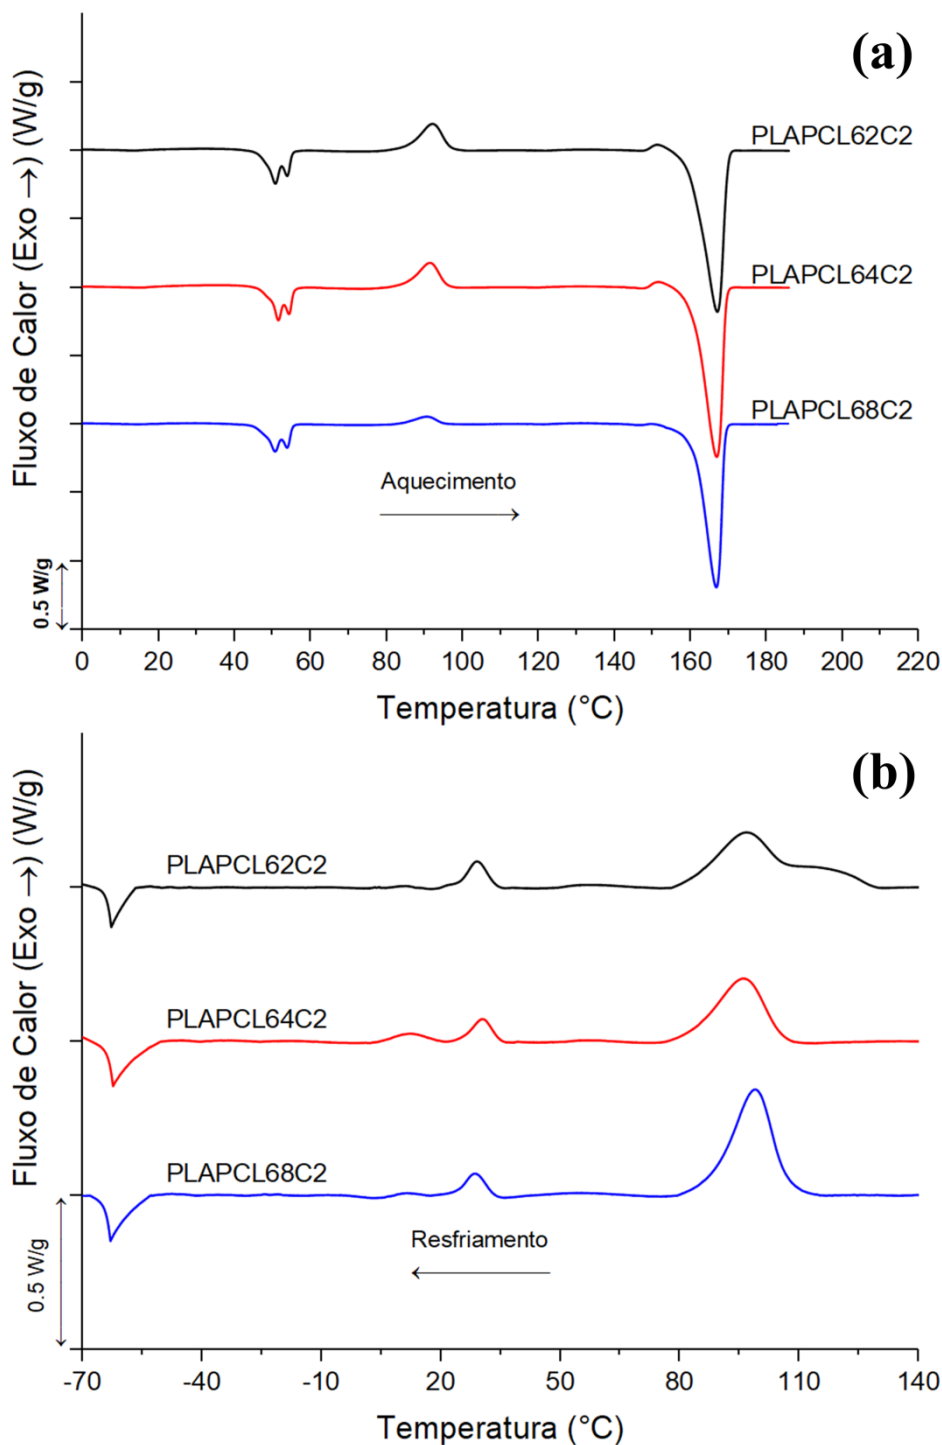 (a)
Fluxo de Calor (Exo →) (W/g)
PLAPCL62C2
PLAPCL64C2
PLAPCL68C2
Aquecimento
0.5 W/g
0 20 40 60 80 100 120 140 160 180 200 220
Temperatura (°C)
(b)
Fluxo de Calor (Exo →) (W/g)
PLAPCL62C2
PLAPCL64C2
PLAPCL68C2
Resfriamento
0.5 W/g
-70 -40 -10 20 50 80 110 140
Temperatura (°C)